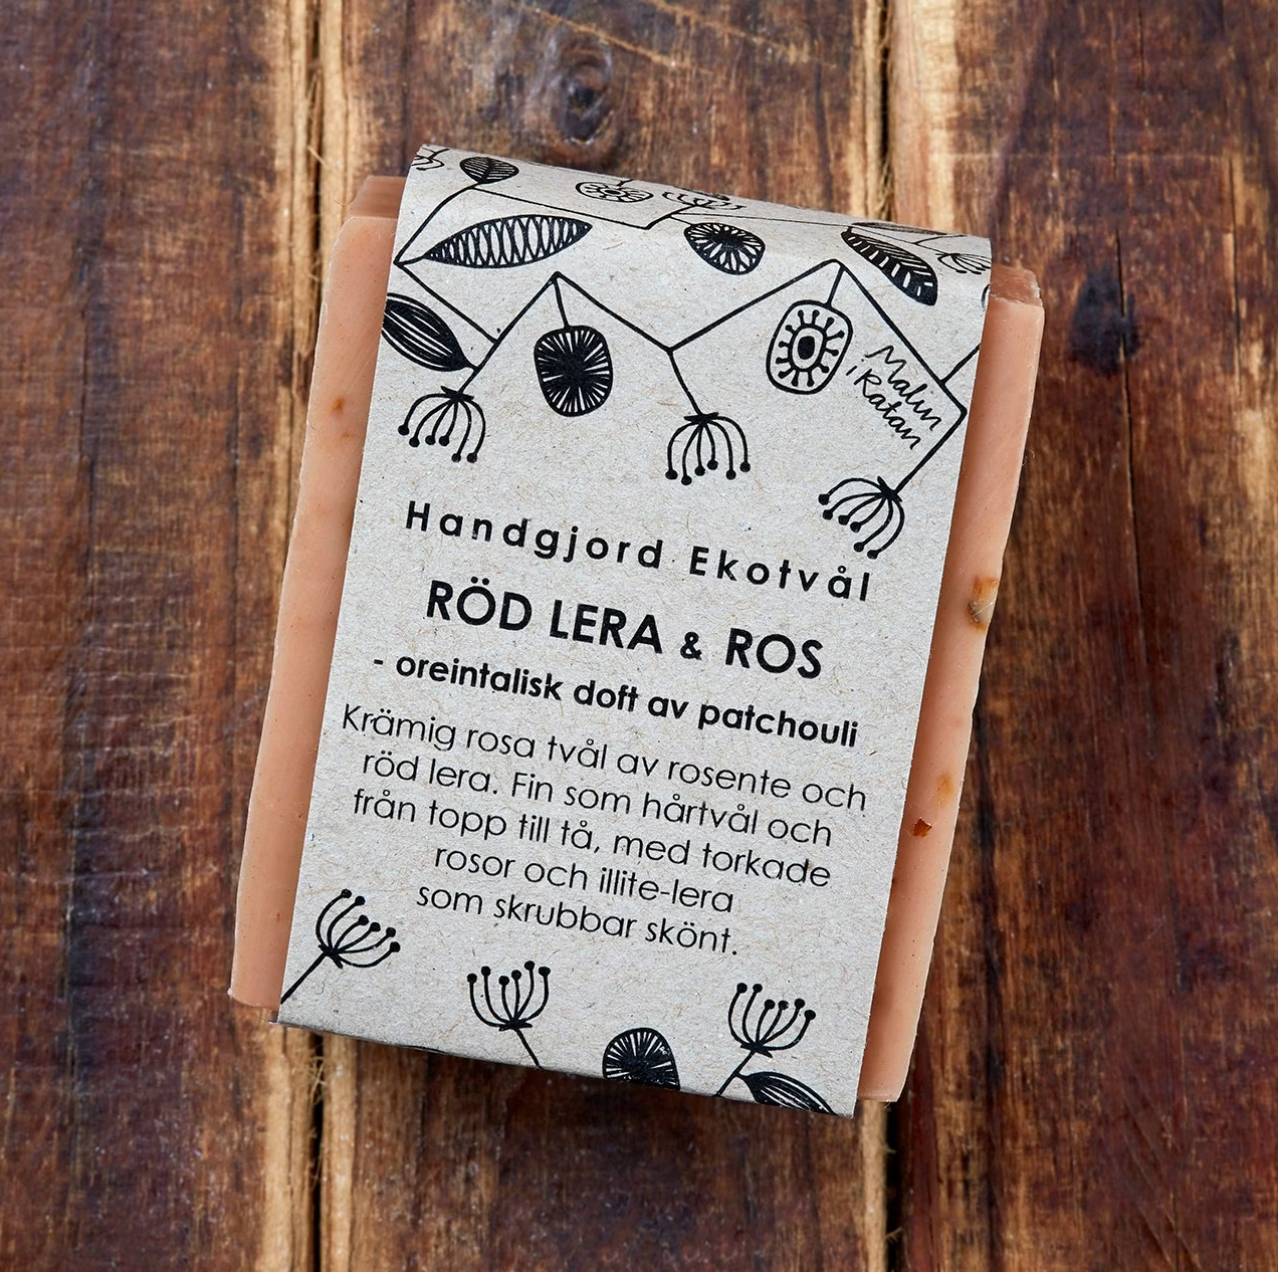 Malin
i Ratan
Handgjord Ekotvål
RÖD LERA & ROS
- oreintalisk doft av patchouli
Krämig rosa tvål av rosente och
röd lera. Fin som hårtvål och
från topp till tå, med torkade
rosor och illite-lera
som skrubbar skönt.